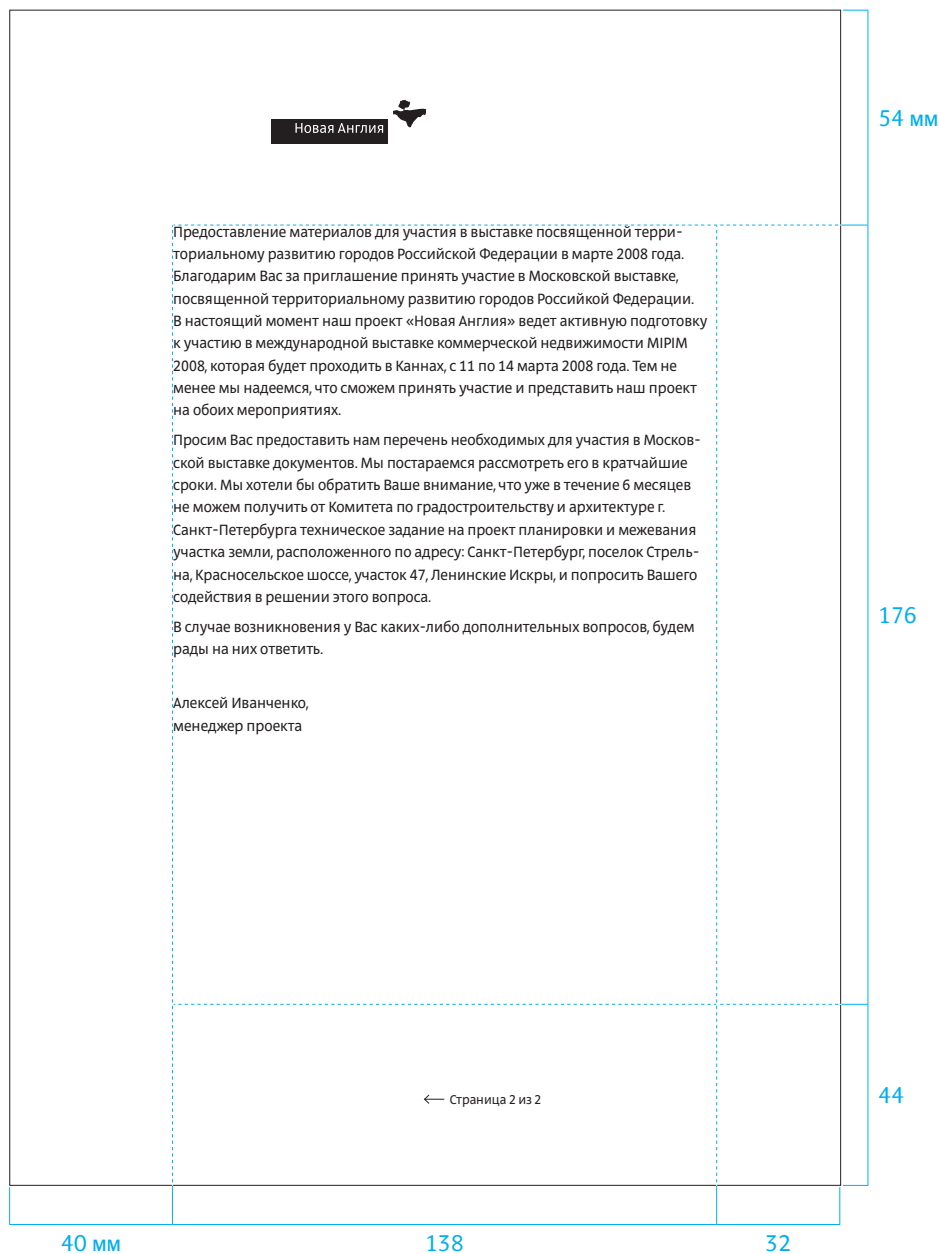 Новая Англия
54 мм
Предоставление материалов для участия в выставке посвященной терри-
ториальному развитию городов Российской Федерации в марте 2008 года.
Благодарим Вас за приглашение принять участие в Московской выставке,
посвященной территориальному развитию городов Россиийкой Федерации.
В настоящий момент наш проект «Новая Англия» ведет активную подготовку
к участию в международной выставке коммерческой недвижимости MIPIM
2008, которая будет проходить в Каннах, с 11 по 14 марта 2008 года. Тем не
менее мы надеемся, что сможем принять участие и представить наш проект
на обоих мероприятиях.
Просим Вас предоставить нам перечень необходимых для участия в Москов-
ской выставке документов. Мы постараемся рассмотреть его в кратчайшие
сроки. Мы хотели бы обратить Ваше внимание, что уже в течение 6 месяцев
не можем получить от Комитета по градостроительству и архитектуре г.
Санкт-Петербурга техническое задание на проект планировки и межевания
участка земли, расположенного по адресу: Санкт-Петербург, поселок Стрель-
на, Красносельское шоссе, участок 47, Ленинские Искры, и попросить Вашего
содействия в решении этого вопроса.
176
В случае возникновения у Вас каких-либо дополнительных вопросов, будем
рады на них ответить.
Алексей Иванченко,
менеджер проекта
44
← Страница 2 из 2
40 мм
138
32